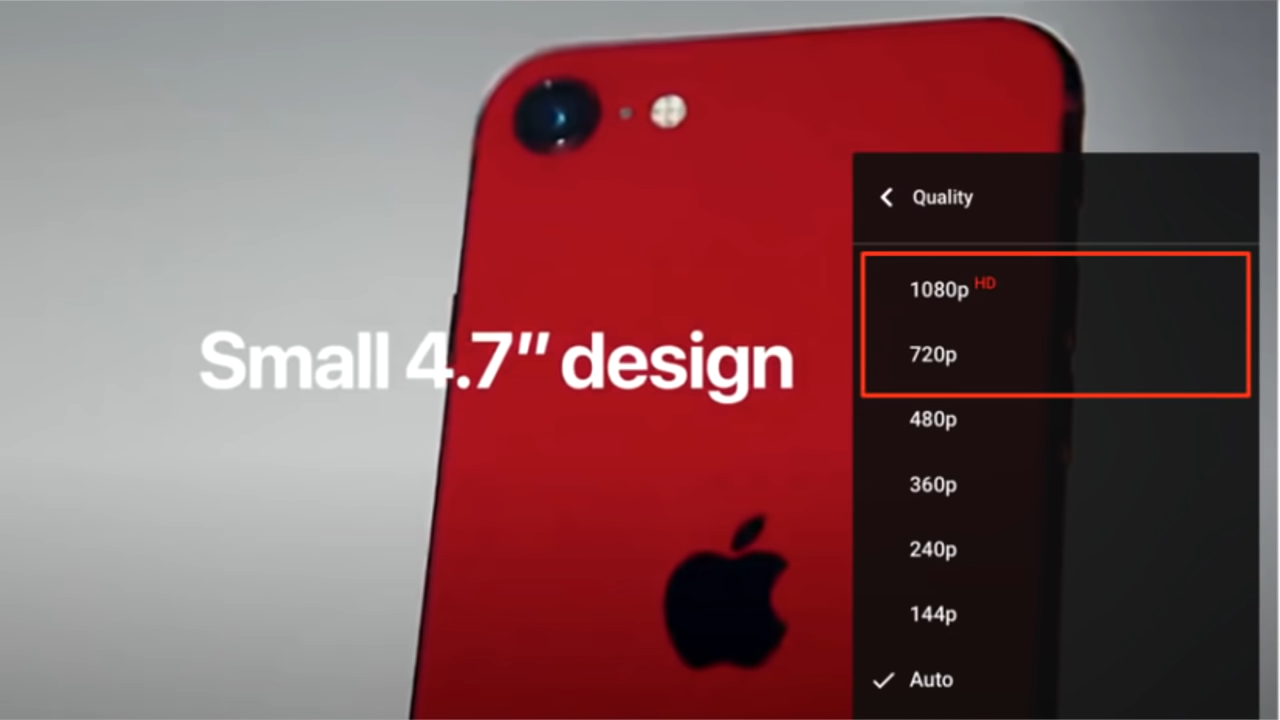 Small 4.7″ design
Quality
1080p HD
720p
480p
360p
240p
144p
Auto